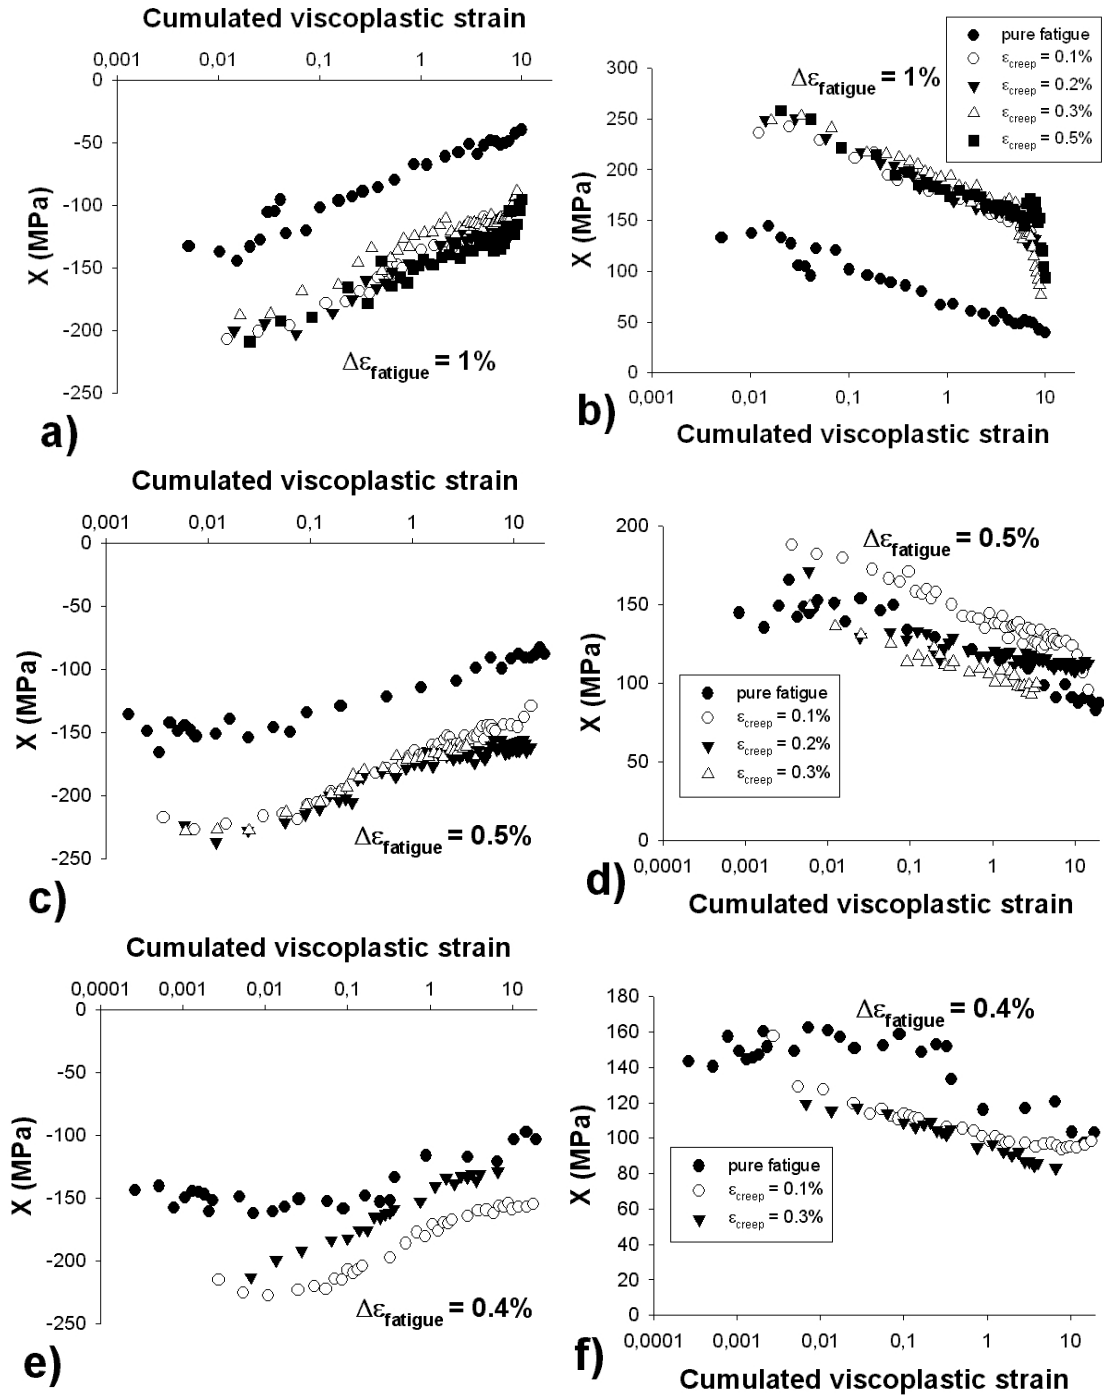 Cumulated viscoplastic strain
0,001 0,01 0,1 1 10
0
-50
-100
-150
-200
-250
X (MPa)
Δεfatigue = 1%
a)
pure fatigue
εcreep = 0.1%
εcreep = 0.2%
εcreep = 0.3%
εcreep = 0.5%
Δεfatigue = 1%
300
250
200
150
100
50
0
X (MPa)
0,001 0,01 0,1 1 10
b)
Cumulated viscoplastic strain
Cumulated viscoplastic strain
0,001 0,01 0,1 1 10
0
-50
-100
-150
-200
-250
X (MPa)
Δεfatigue = 0.5%
c)
200
150
100
50
0
X (MPa)
Δεfatigue = 0.5%
pure fatigue
εcreep = 0.1%
εcreep = 0.2%
εcreep = 0.3%
0,0001 0,001 0,01 0,1 1 10
d)
Cumulated viscoplastic strain
Cumulated viscoplastic strain
0,0001 0,001 0,01 0,1 1 10
0
-50
-100
-150
-200
-250
X (MPa)
Δεfatigue = 0.4%
e)
180
160
140
120
100
80
60
40
20
0
X (MPa)
Δεfatigue = 0.4%
pure fatigue
εcreep = 0.1%
εcreep = 0.3%
0,0001 0,001 0,01 0,1 1 10
f)
Cumulated viscoplastic strain